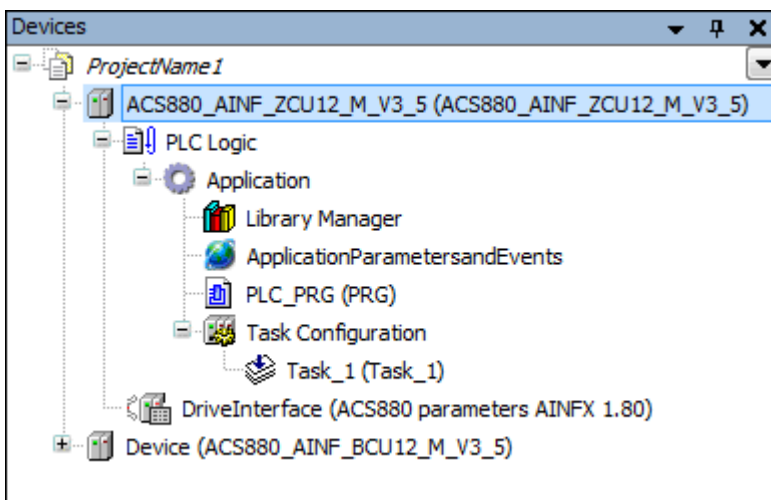 Devices
ProjectName1
ACS880_AINF_ZCU12_M_V3_5 (ACS880_AINF_ZCU12_M_V3_5)
PLC Logic
Application
Library Manager
ApplicationParametersandEvents
PLC_PRG (PRG)
Task Configuration
Task_1 (Task_1)
DriveInterface (ACS880 parameters AINFX 1.80)
Device (ACS880_AINF_BCU12_M_V3_5)